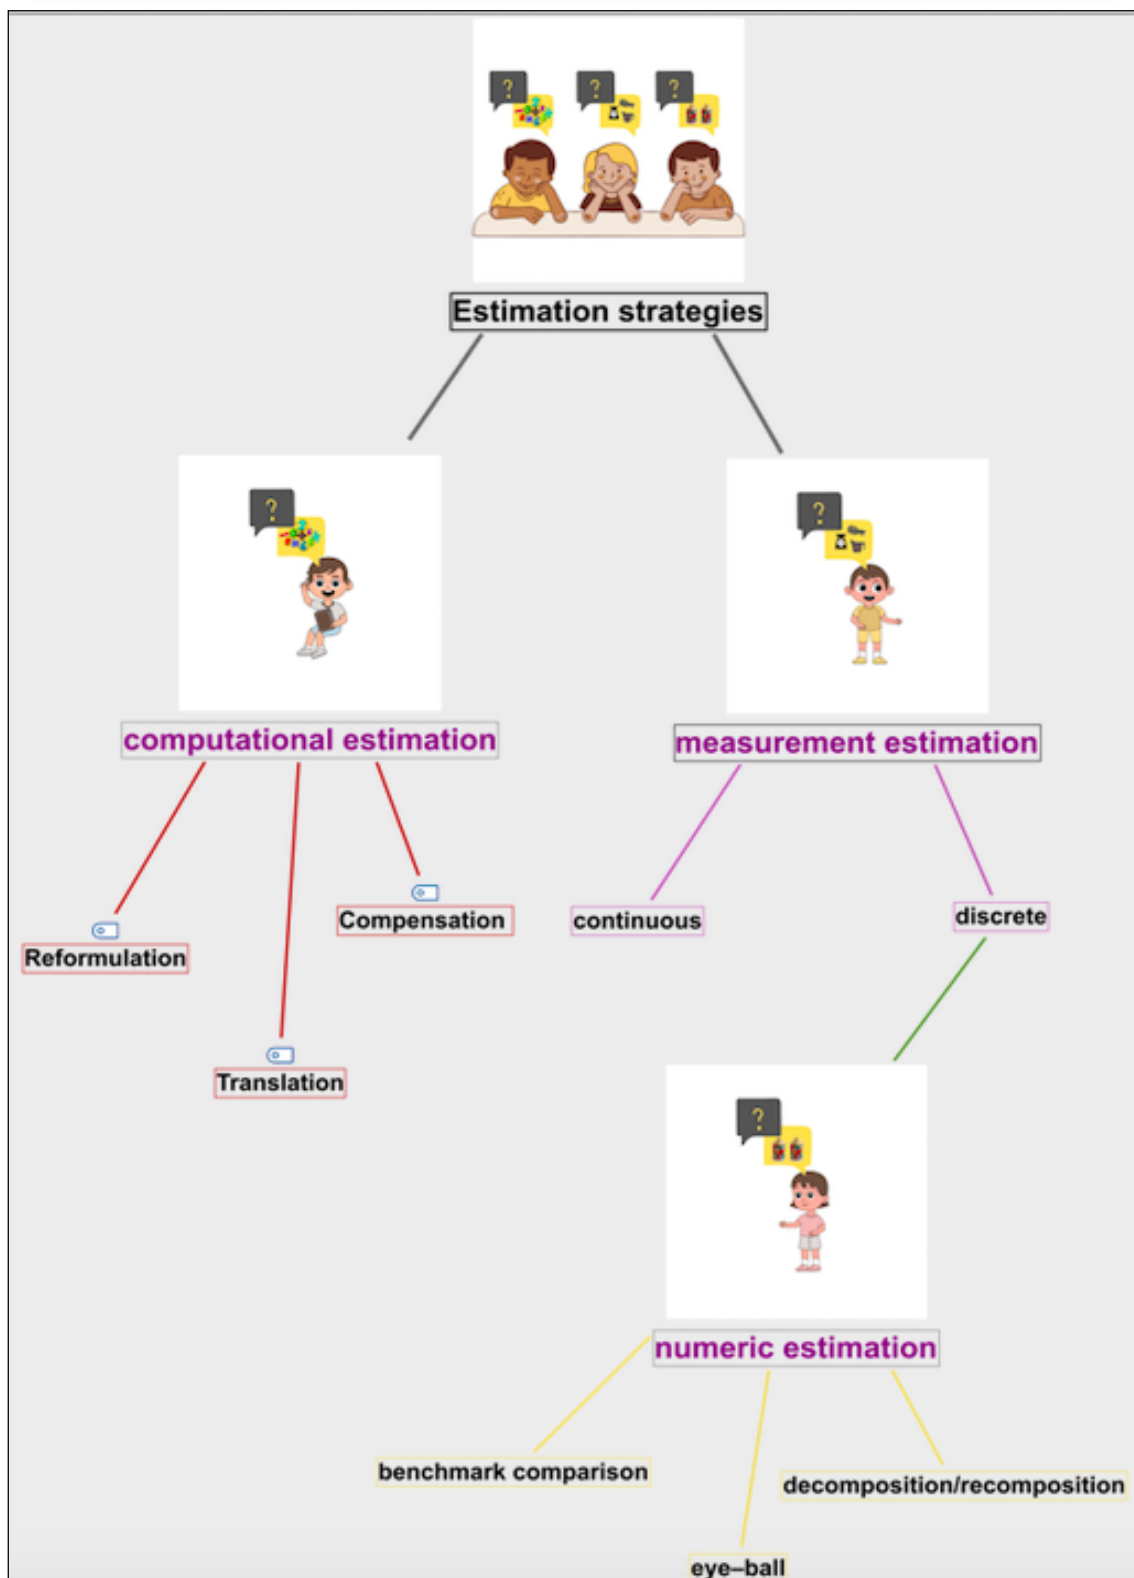 ?
?
?
Estimation strategies
?
?
computational estimation
measurement estimation
Compensation
continuous
discrete
Reformulation
Translation
?
numeric estimation
benchmark comparison
decomposition/recomposition
eye–ball